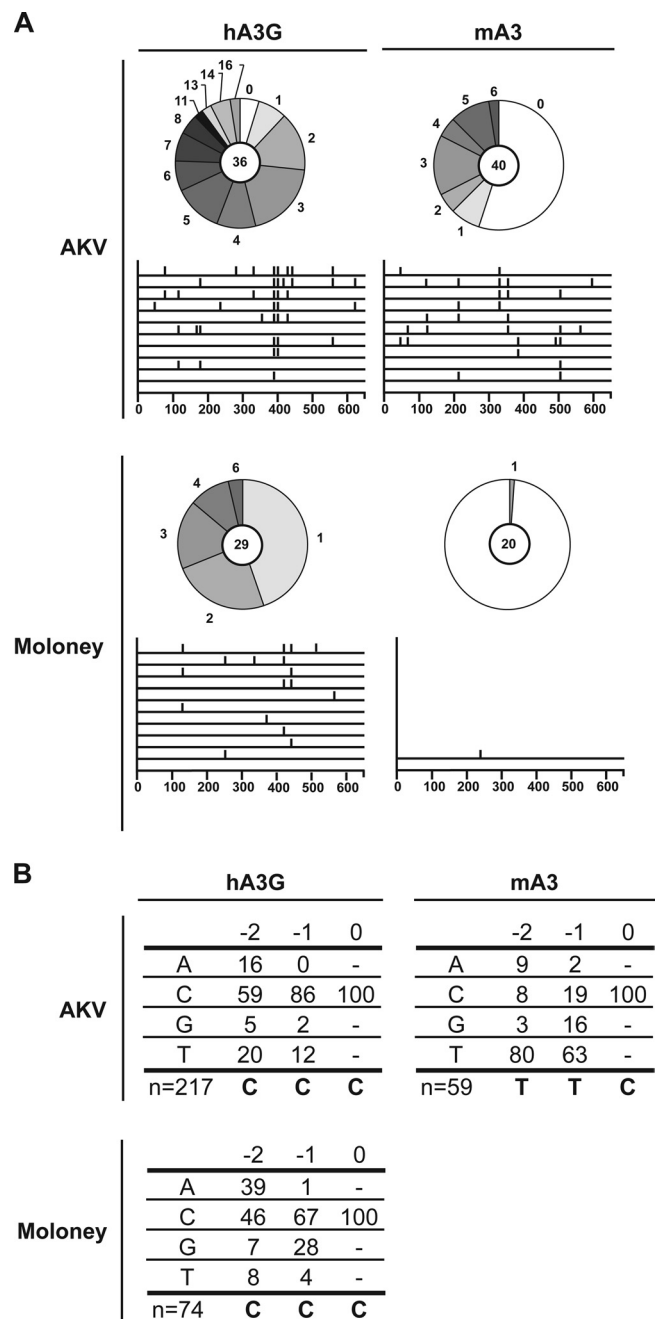 A
hA3G mA3
14 16 0
13
11 1
8
7 2
36
6
5 3
4
6 0
5
4
3 40
2
1
AKV
0 100 200 300 400 500 600
0 100 200 300 400 500 600
6
4
3 29 1
2
1
20
Moloney
0 100 200 300 400 500 600
0 100 200 300 400 500 600
B
hA3G mA3
AKV
-2 -1 0
A 16 0 -
C 59 86 100
G 5 2 -
T 20 12 -
n=217 C C C
-2 -1 0
A 9 2 -
C 8 19 100
G 3 16 -
T 80 63 -
n=59 T T C
Moloney
-2 -1 0
A 39 1 -
C 46 67 100
G 7 28 -
T 8 4 -
n=74 C C C